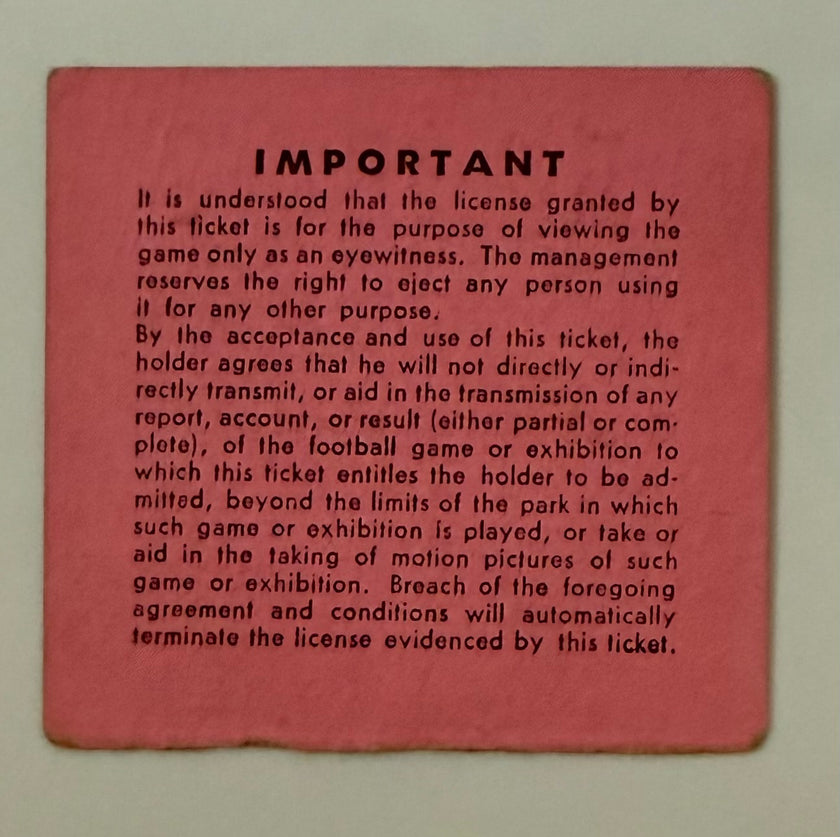 IMPORTANT
It is understood that the license granted by
this ticket is for the purpose of viewing the
game only as an eyewitness. The management
reserves the right to eject any person using
it for any other purpose.
By the acceptance and use of this ticket, the
holder agrees that he will not directly or indi-
rectly transmit, or aid in the transmission of any
report, account, or result (either partial or com-
plete), of the football game or exhibition to
which this ticket entitles the holder to be ad-
mitted, beyond the limits of the park in which
such game or exhibition is played, or take or
aid in the taking of motion pictures of such
game or exhibition. Breach of the foregoing
agreement and conditions will automatically
terminate the license evidenced by this ticket.